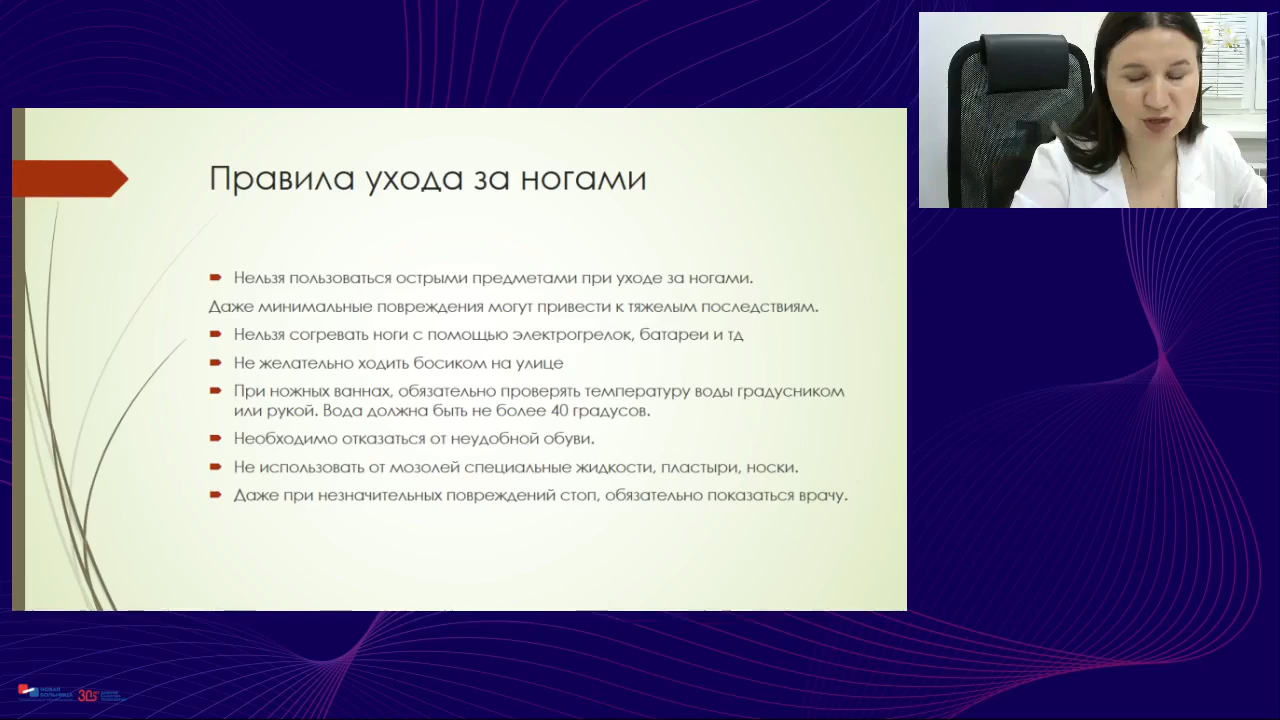 Правила ухода за ногами
Нельзя пользоваться острыми предметами при уходе за ногами.
Даже минимальные повреждения могут привести к тяжелым последствиям.
Нельзя согревать ноги с помощью электрогрелок, батареи и тд
Не желательно ходить босиком на улице
При ножных ваннах, обязательно проверять температуру воды градусником
или рукой. Вода должна быть не более 40 градусов.
Необходимо отказаться от неудобной обуви.
Не использовать от мозолей специальные жидкости, пластыри, носки.
Даже при незначительных повреждений стоп, обязательно показаться врачу.
НОВАЯ
БОЛЬНИЦА
30